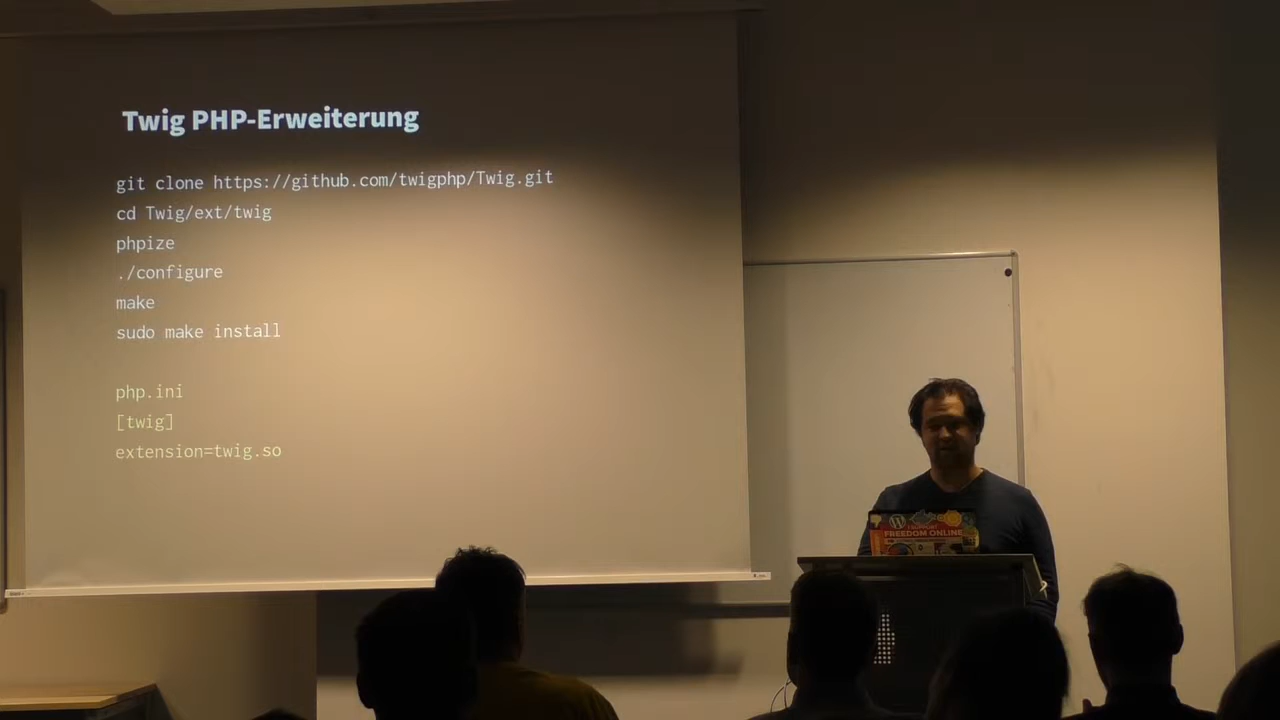 Twig PHP-Erweiterung
git clone https://github.com/twigphp/Twig.git
cd Twig/ext/twig
phpize
./configure
make
sudo make install
php.ini
[twig]
extension=twig.so
I SUPPORT
FREEDOM ONLINE